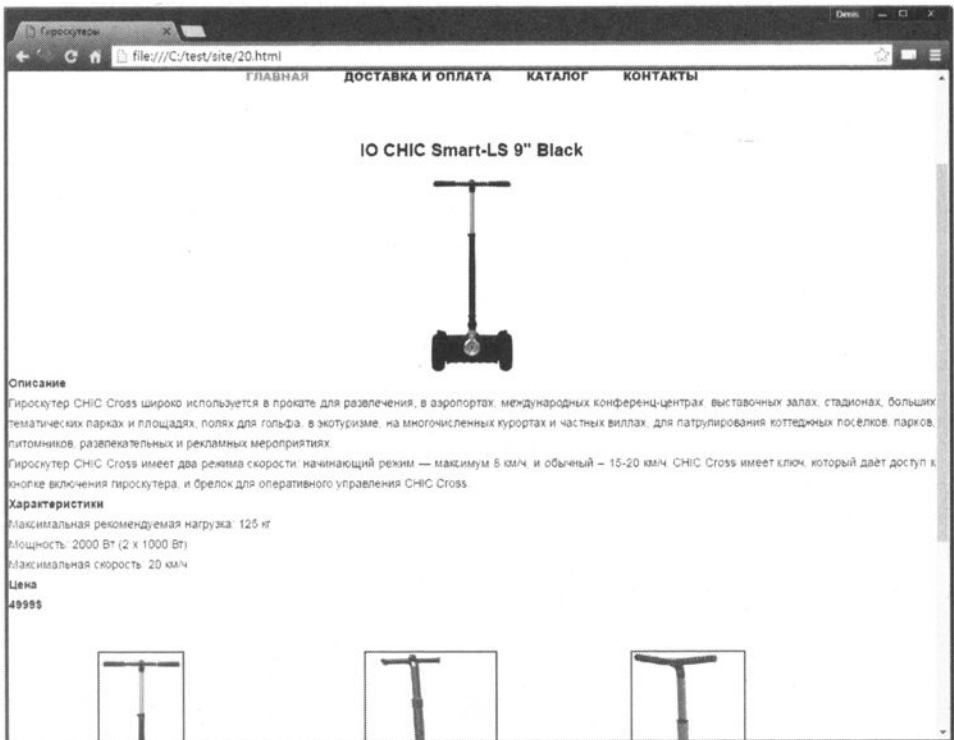 Denis
Гироскутеры
file:///C:/test/site/20.html
ГЛАВНАЯ ДОСТАВКА И ОПЛАТА КАТАЛОГ КОНТАКТЫ
IO CHIC Smart-LS 9" Black
Описание
Гироскутер CHIC Cross широко используется в прокате для развлечения, в аэропортах, международных конференц-центрах, выставочных залах, стадионах, больших
тематических парках и площадях, полях для гольфа, в экотуризме, на многочисленных курортах и частных виллах, для патрулирования коттеджных посёлков, парков,
питомников, развлекательных и рекламных мероприятиях.
Гироскутер CHIC Cross имеет два режима скорости: начинающий режим — максимум 8 км/ч, и обычный – 15-20 км/ч. CHIC Cross имеет ключ, который даёт доступ к
кнопке включения гироскутера, и брелок для оперативного управления CHIC Cross.
Характеристики
Максимальная рекомендуемая нагрузка: 125 кг
Мощность: 2000 Вт (2 x 1000 Вт)
Максимальная скорость: 20 км/ч
Цена
4999$